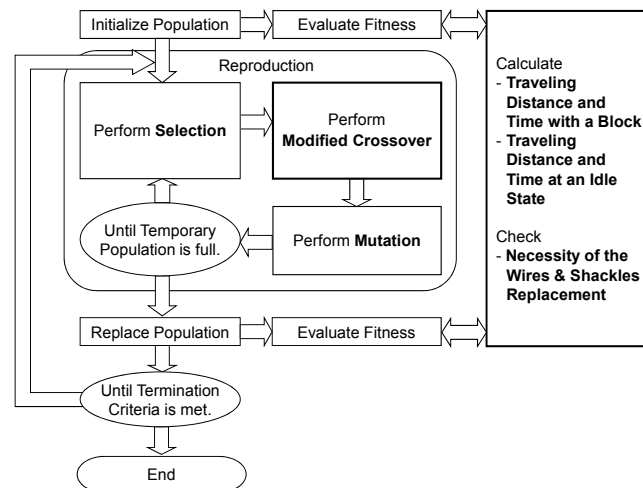 Initialize Population
Evaluate Fitness
Reproduction
Perform Selection
Perform
Modified Crossover
Until Temporary
Population is full.
Perform Mutation
Replace Population
Evaluate Fitness
Until Termination
Criteria is met.
End
Calculate
- Traveling
Distance and
Time with a Block
- Traveling
Distance and
Time at an Idle
State
Check
- Necessity of the
Wires & Shackles
Replacement